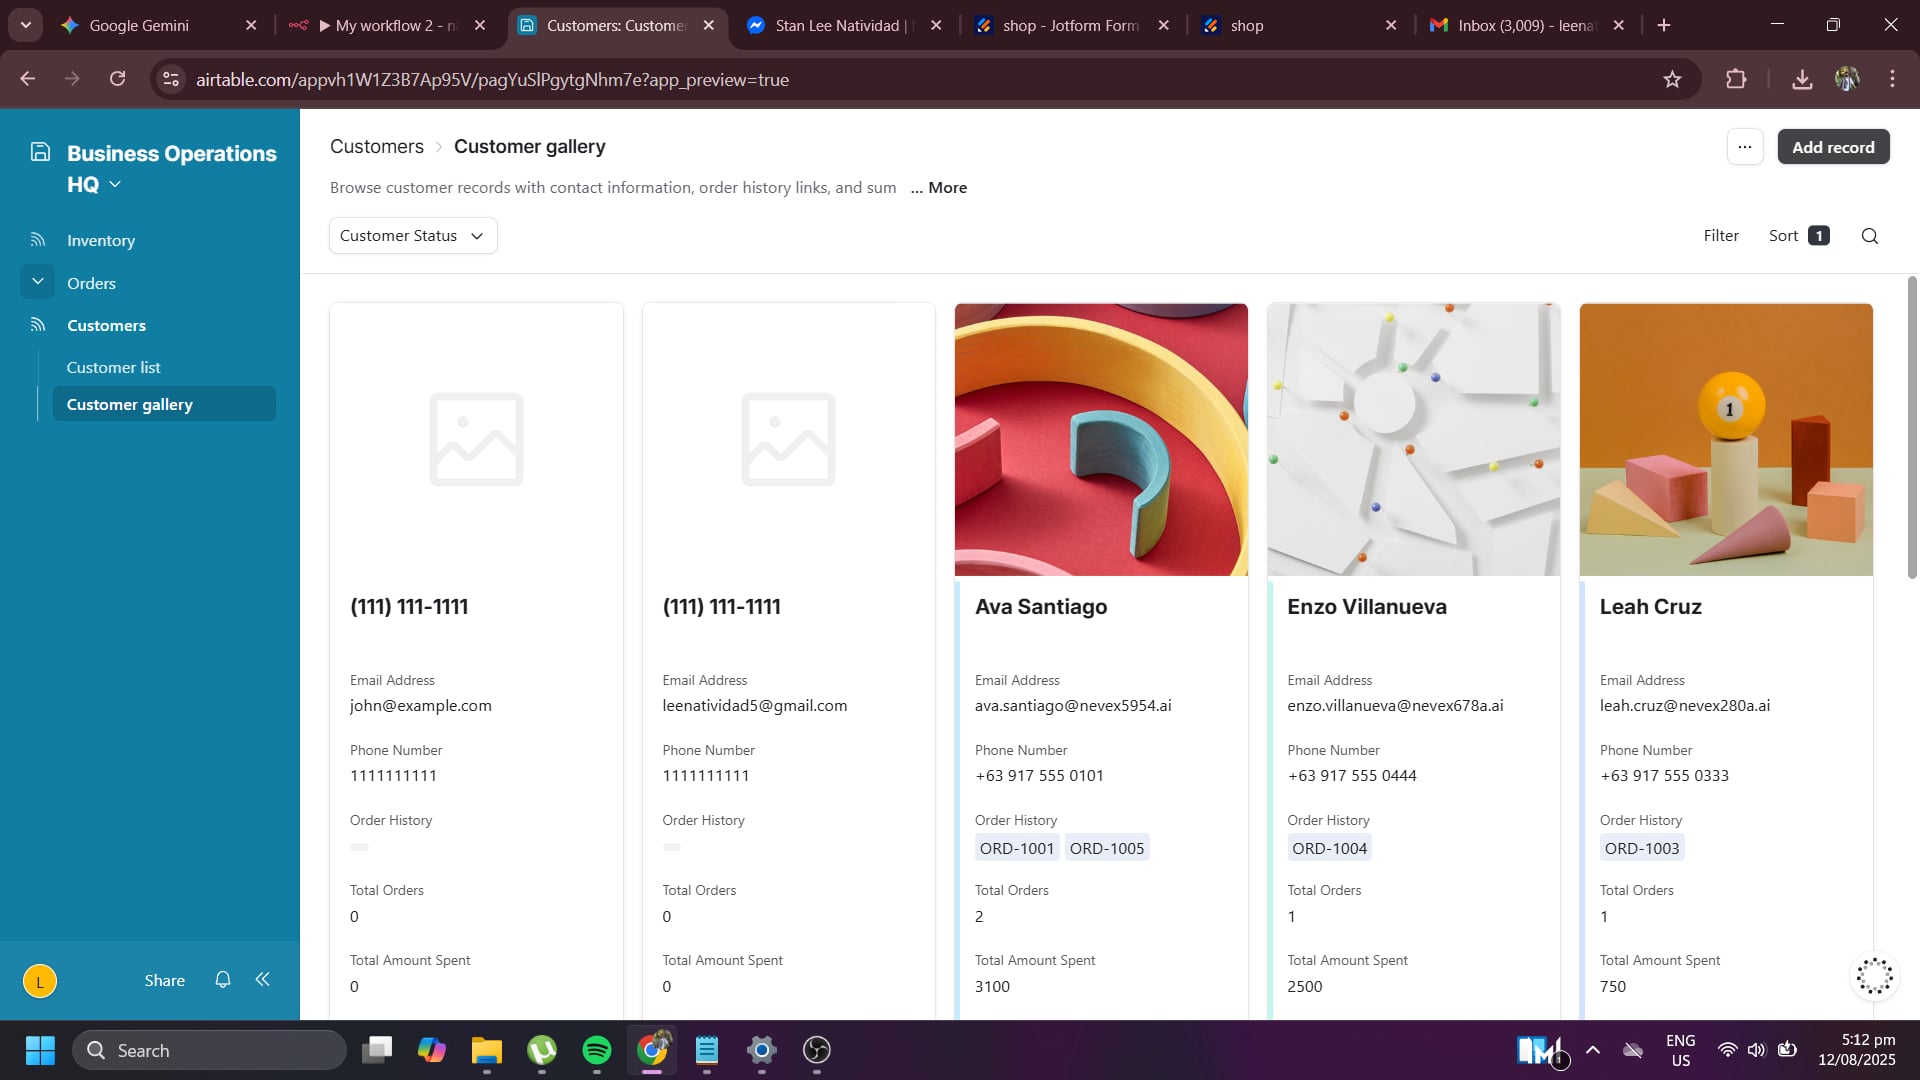 Google Gemini
▶ My workflow 2 - n8
Customers: Custome
Stan Lee Natividad |
shop - Jotform Form
shop
Inbox (3,009) - leena
airtable.com/appvh1W1Z3B7Ap95V/pagYuSlPgytgNhm7e?app_preview=true
Business Operations
HQ
Inventory
Orders
Customers
Customer list
Customer gallery
L
Share
Customers > Customer gallery
Add record
Browse customer records with contact information, order history links, and sum ... More
Customer Status
Filter
Sort 1
(111) 111-1111
Email Address
john@example.com
Phone Number
1111111111
Order History
Total Orders
0
Total Amount Spent
0
(111) 111-1111
Email Address
leenatividad5@gmail.com
Phone Number
1111111111
Order History
Total Orders
0
Total Amount Spent
0
Ava Santiago
Email Address
ava.santiago@nevex5954.ai
Phone Number
+63 917 555 0101
Order History
ORD-1001 ORD-1005
Total Orders
2
Total Amount Spent
3100
Enzo Villanueva
Email Address
enzo.villanueva@nevex678a.ai
Phone Number
+63 917 555 0444
Order History
ORD-1004
Total Orders
1
Total Amount Spent
2500
1
Leah Cruz
Email Address
leah.cruz@nevex280a.ai
Phone Number
+63 917 555 0333
Order History
ORD-1003
Total Orders
1
Total Amount Spent
750
Search
ENG
US
5:12 pm
12/08/2025